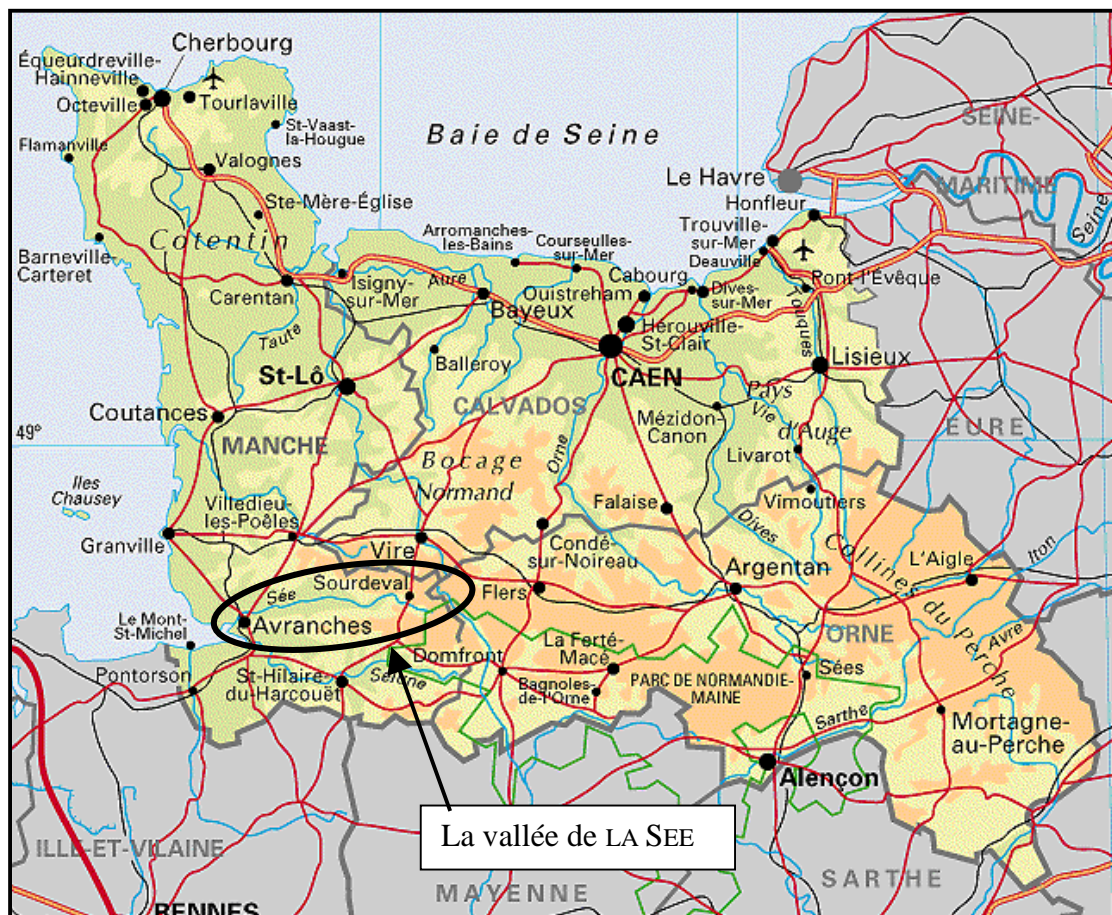 Cherbourg
Équeurdreville-
Hainneville
Octeville
Tourlaville
St-Vaast-
la-Hougue
Flamanville
Valognes
Baie de Seine
SEINE-
MARITIME
Le Havre
Seine
Honfleur
Ste-Mère-Église
Cotentin
Trouville-
sur-Mer
Deauville
Arromanches-
les-Bains
Courseulles-
sur-Mer
Barneville-
Carteret
Cabourg
Pont-l'Évêque
Isigny-
sur-Mer
Aure
Carentan
Ouistreham
Dives-
sur-Mer
Bayeux
Touques
Hérouville-
St-Clair
Taute
Balleroy
Lisieux
St-Lô
CAEN
Pays
d'Auge
Vie
Coutances
CALVADOS
Mézidon-
Canon
EURE
49°
MANCHE
Bocage
Normand
Orne
Livarot
Iles
Chausey
Villedieu-
les-Poêles
Falaise
Vimoutiers
Dives
Granville
Vire
Condé-
sur-Noireau
Collines du Perche
L'Aigle
Iton
Argentan
Sourdeval
Sée
Flers
Avranches
Le Mont-
St-Michel
ORNE
Avre
La Ferté-
Macé
Domfront
Sées
Pontorson
St-Hilaire-
du-Harcouët
Sélune
Bagnoles-
de-l'Orne
PARC DE NORMANDIE-
MAINE
Sarthe
Mortagne-
au-Perche
Alençon
La vallée de LA SEE
ILLE-ET-VILAINE
MAYENNE
SARTHE
RENNES